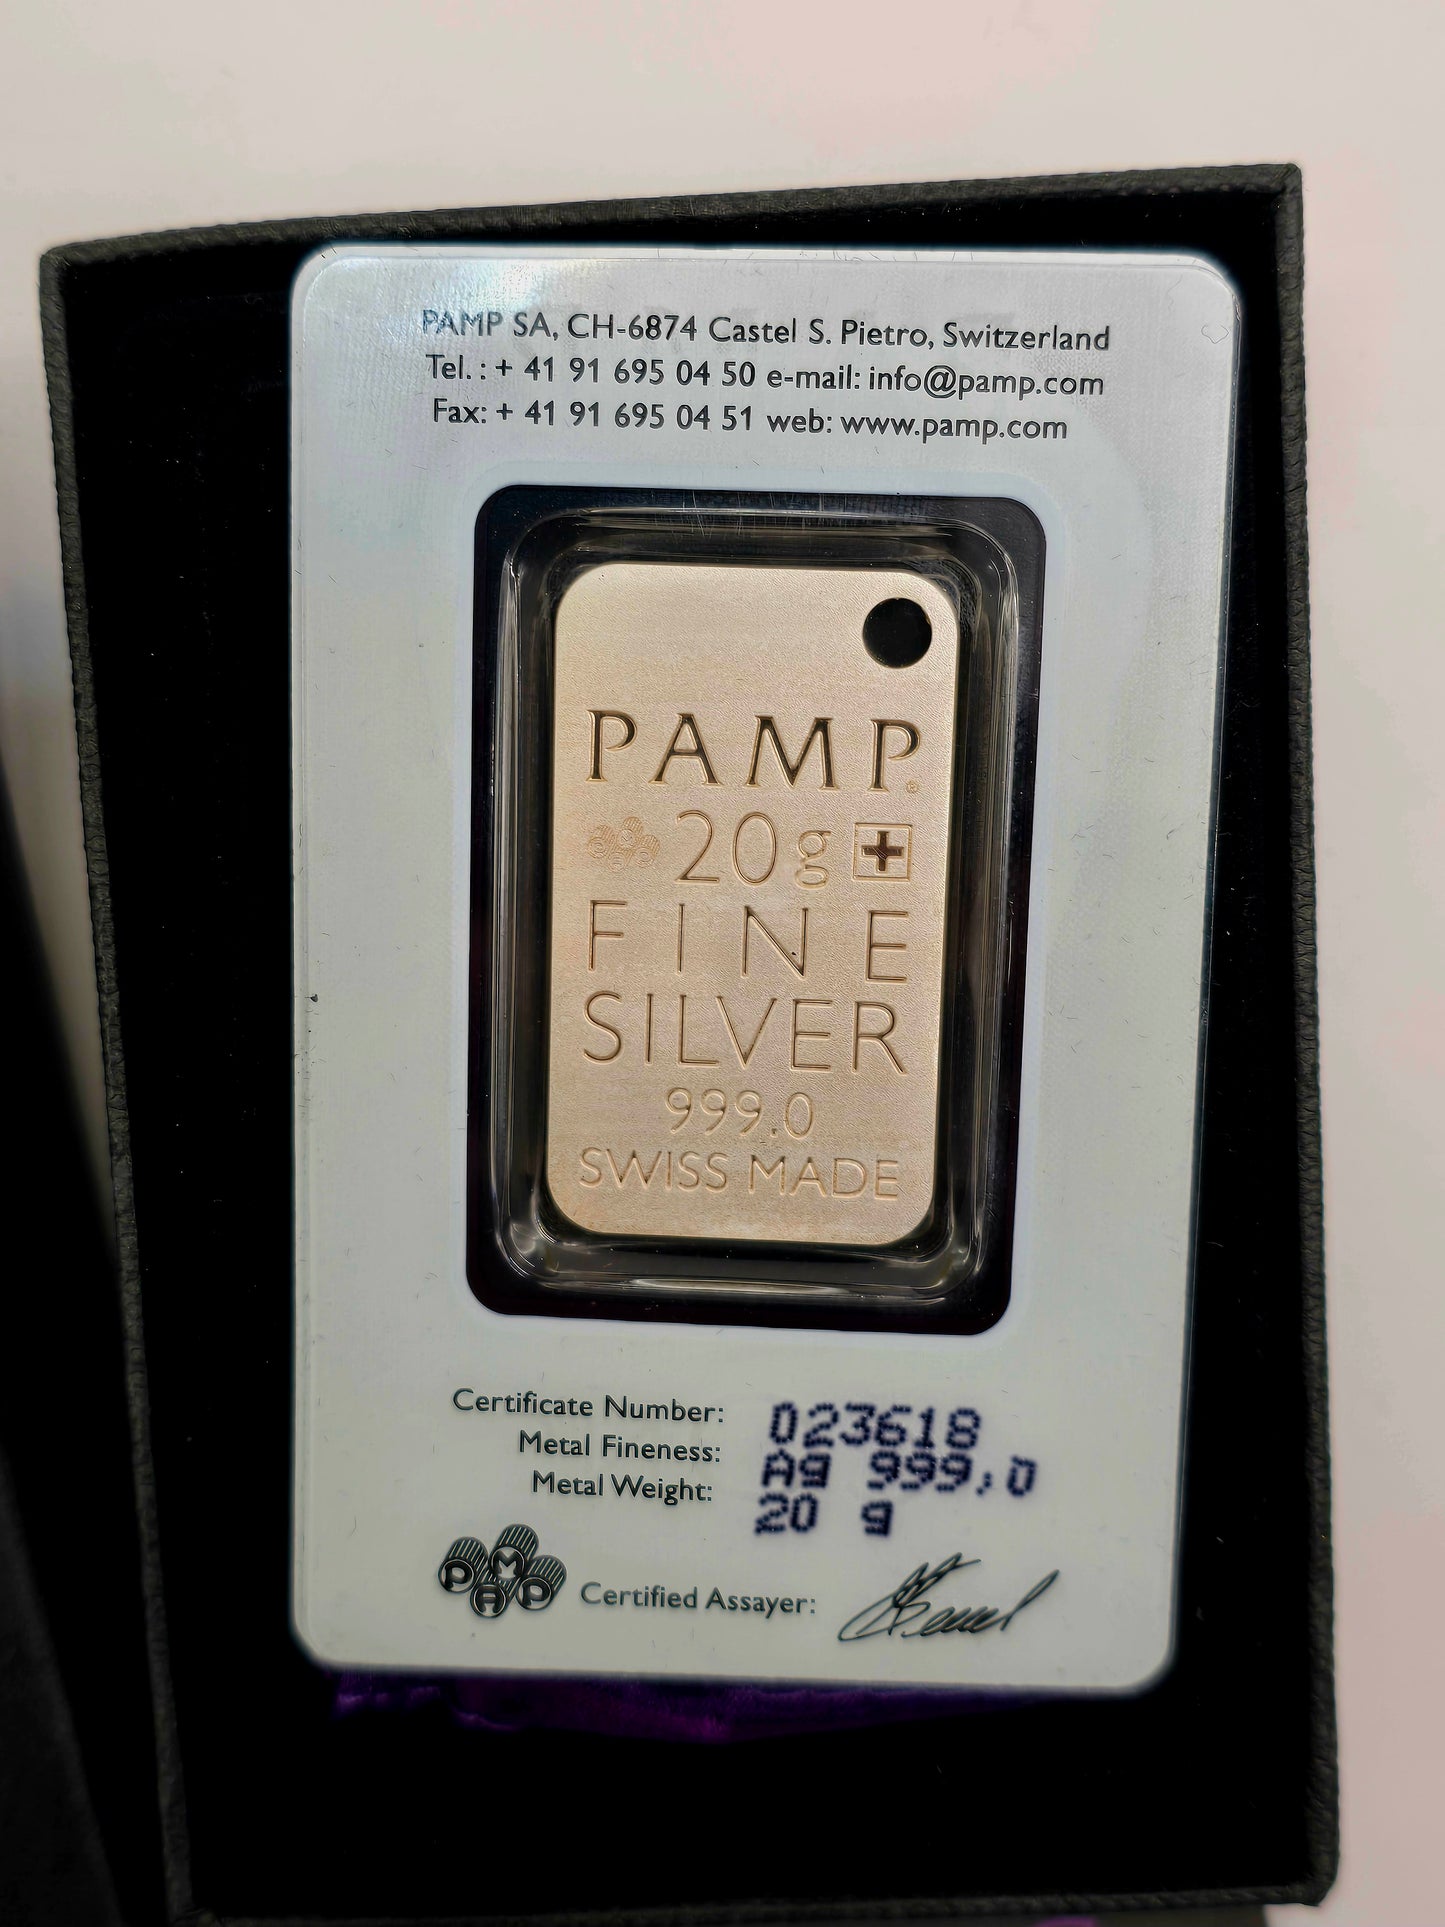 PAMP SA, CH-6874 Castel S. Pietro, Switzerland
Tel. : + 41 91 695 04 50 e-mail: info@pamp.com
Fax: + 41 91 695 04 51 web: www.pamp.com
PAMP®
20g
FINE
SILVER
999.0
SWISS MADE
Certificate Number: 023618
Metal Fineness: Ag 999.0
Metal Weight: 20 g
PAMP Certified Assayer: